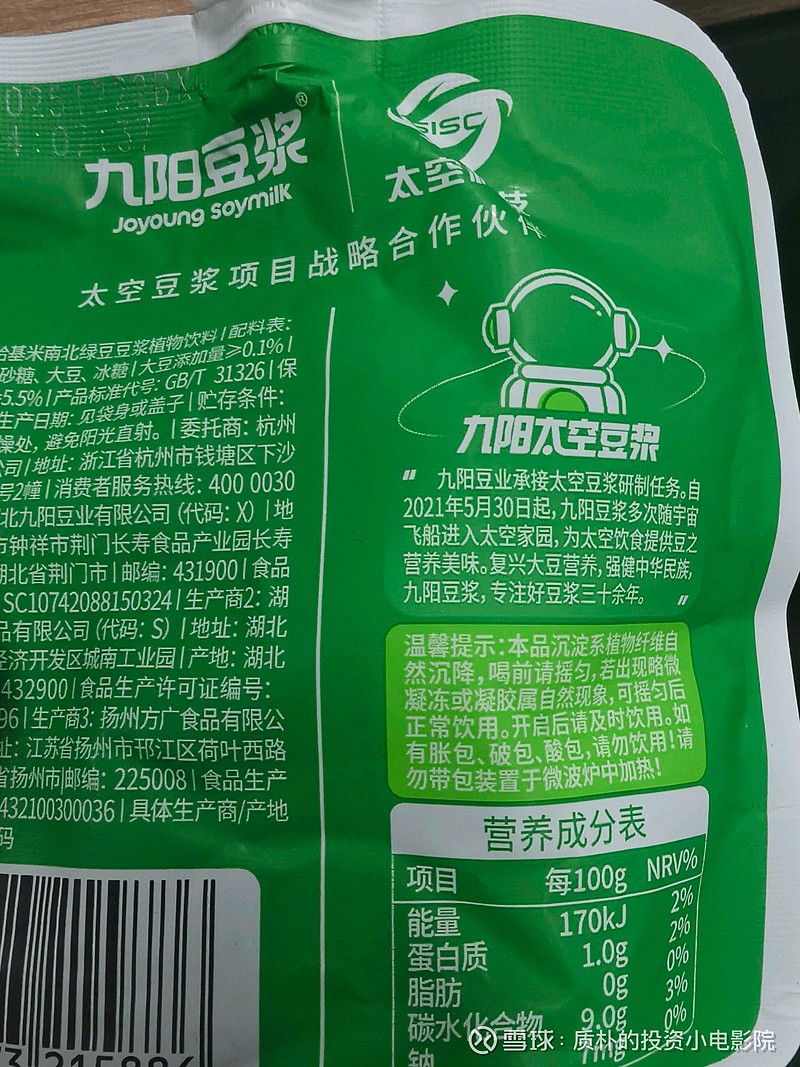 九阳豆浆®
Joyoung soymilk
SISC
太空
太空豆浆项目战略合作伙
哈基米南北绿豆豆浆植物饮料 | 配料表:
砂糖、大豆、冰糖 | 大豆添加量≥0.1% |
5.5% | 产品标准代号: GB/T 31326 | 保
生产日期: 见袋身或盖子 | 贮存条件:
燥处, 避免阳光直射。 | 委托商: 杭州
公司 | 地址: 浙江省杭州市钱塘区下沙
号2幢 | 消费者服务热线: 400 0030
北九阳豆业有限公司 (代码: X) | 地
市钟祥市荆门长寿食品产业园长寿
湖北省荆门市 | 邮编: 431900 | 食品
SC10742088150324 | 生产商2: 湖
品有限公司 (代码: S) | 地址: 湖北
经济开发区城南工业园 | 产地: 湖北
432900 | 食品生产许可证编号:
96 | 生产商3: 扬州方广食品有限公
址: 江苏省扬州市邗江区荷叶西路
省扬州市|邮编: 225008 | 食品生产
432100300036 | 具体生产商/产地
码
九阳太空豆浆
“ 九阳豆业承接太空豆浆研制任务。自
2021年5月30日起, 九阳豆浆多次随宇宙
飞船进入太空家园, 为太空饮食提供豆之
营养美味。复兴大豆营养, 强健中华民族,
九阳豆浆, 专注好豆浆三十余年。 ”
温馨提示: 本品沉淀系植物纤维自
然沉降, 喝前请摇匀, 若出现略微
凝冻或凝胶属自然现象, 可摇匀后
正常饮用。开启后请及时饮用。如
有胀包、破包、酸包, 请勿饮用! 请
勿带包装置于微波炉中加热!
营养成分表
项目 每100g NRV%
能量 170kJ 2%
蛋白质 1.0g 2%
脂肪 0g 0%
碳水化合物 9.0g 3%
钠 7mg 0%
雪球: 质朴的投资小电影院